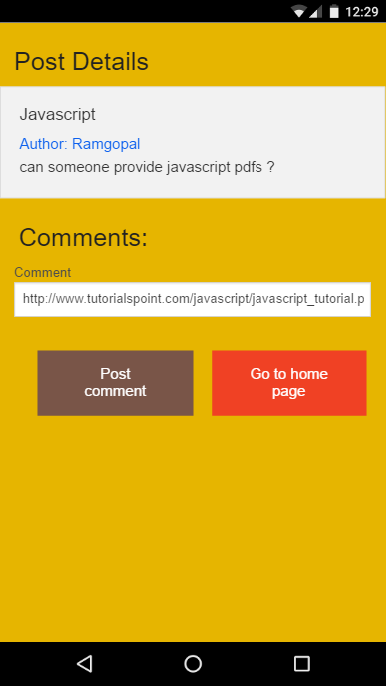 12:29
Post Details
Javascript
Author: Ramgopal
can someone provide javascript pdfs ?
Comments:
Comment
http://www.tutorialspoint.com/javascript/javascript_tutorial.p
Post Go to home
comment page